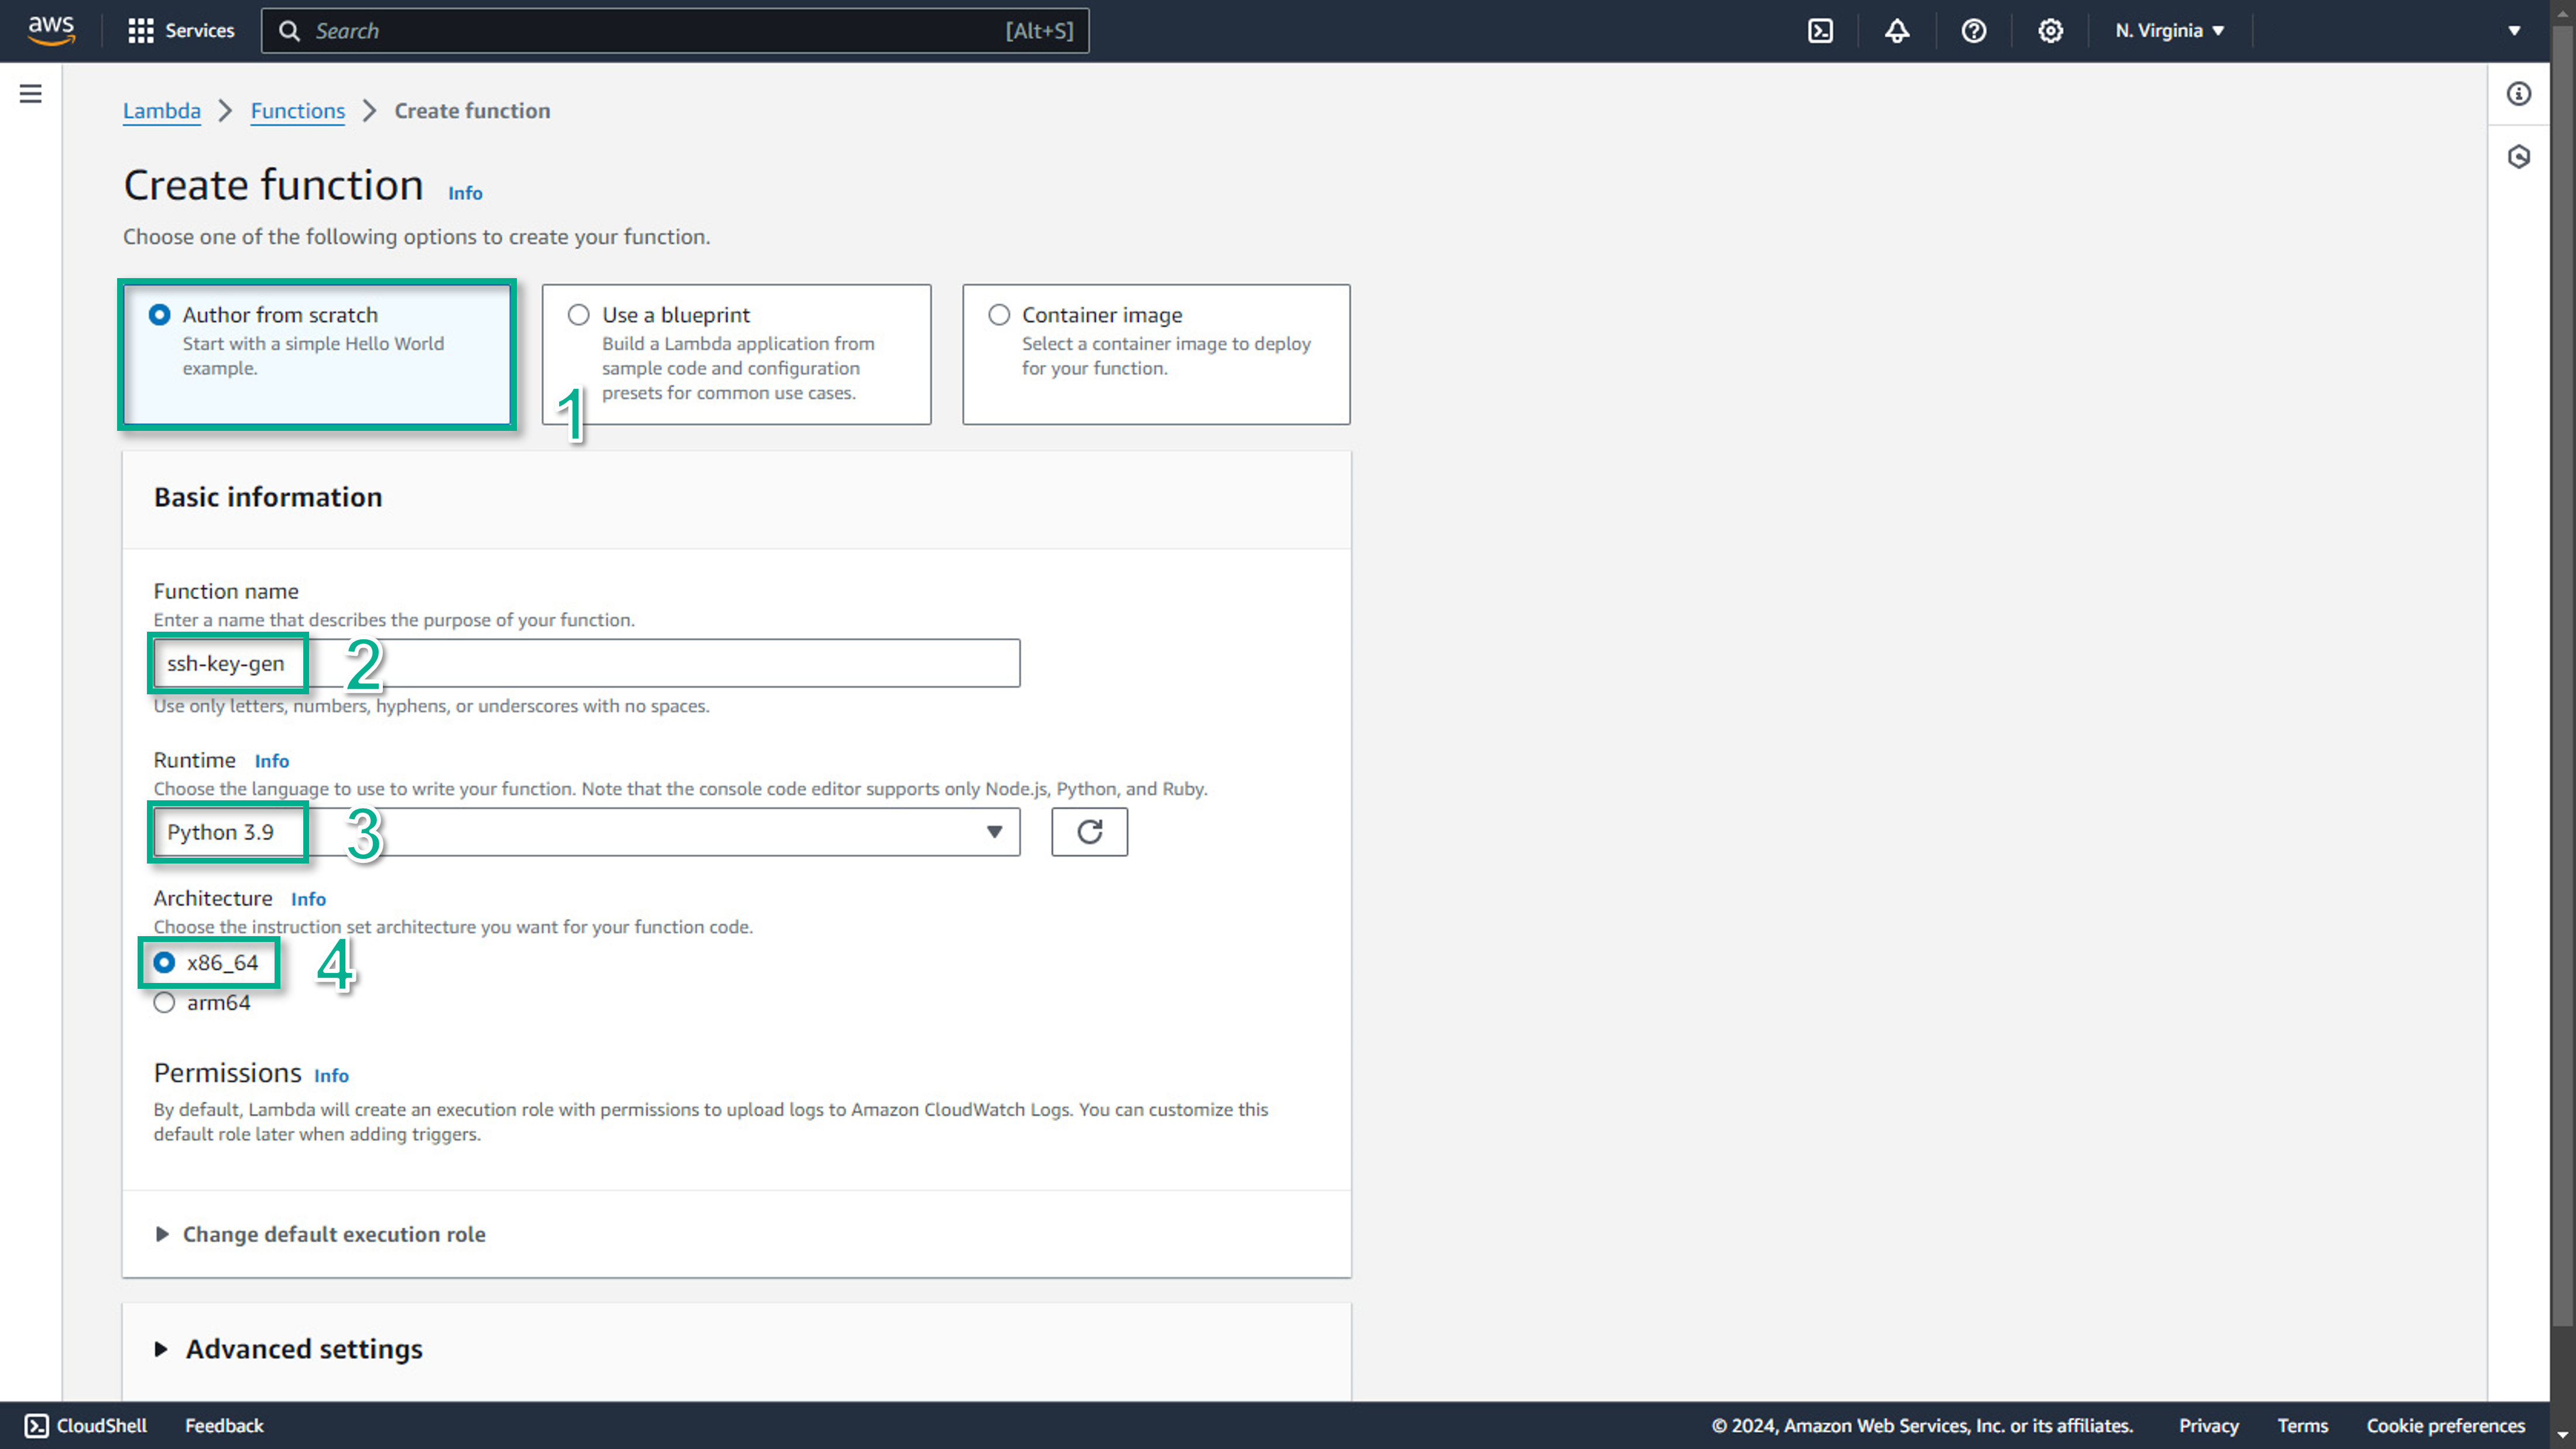 aws Services Search [Alt+S] N. Virginia
Lambda Functions Create function
Create function Info
Choose one of the following options to create your function.
Author from scratch
Start with a simple Hello World
example.
Use a blueprint
Build a Lambda application from
sample code and configuration
presets for common use cases.
Container image
Select a container image to deploy
for your function.
1
Basic information
Function name
Enter a name that describes the purpose of your function.
ssh-key-gen 2
Use only letters, numbers, hyphens, or underscores with no spaces.
Runtime Info
Choose the language to use to write your function. Note that the console code editor supports only Node.js, Python, and Ruby.
Python 3.9 3
Architecture Info
Choose the instruction set architecture you want for your function code.
x86_64 4
arm64
Permissions Info
By default, Lambda will create an execution role with permissions to upload logs to Amazon CloudWatch Logs. You can customize this
default role later when adding triggers.
Change default execution role
Advanced settings
CloudShell Feedback © 2024, Amazon Web Services, Inc. or its affiliates. Privacy Terms Cookie preferences